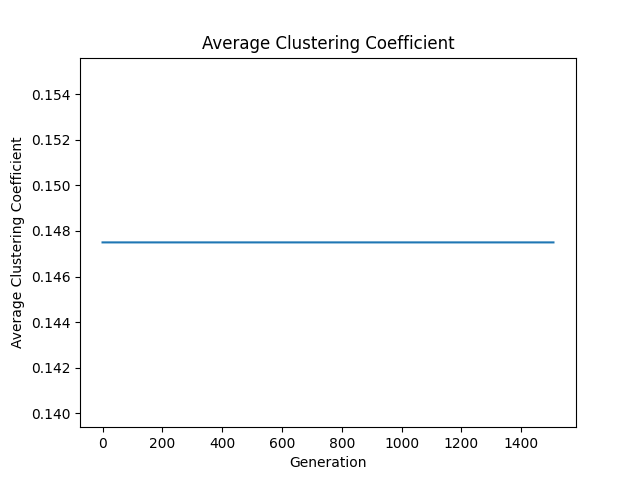 Average Clustering Coefficient
Average Clustering Coefficient
0.154
0.152
0.150
0.148
0.146
0.144
0.142
0.140
0 200 400 600 800 1000 1200 1400
Generation